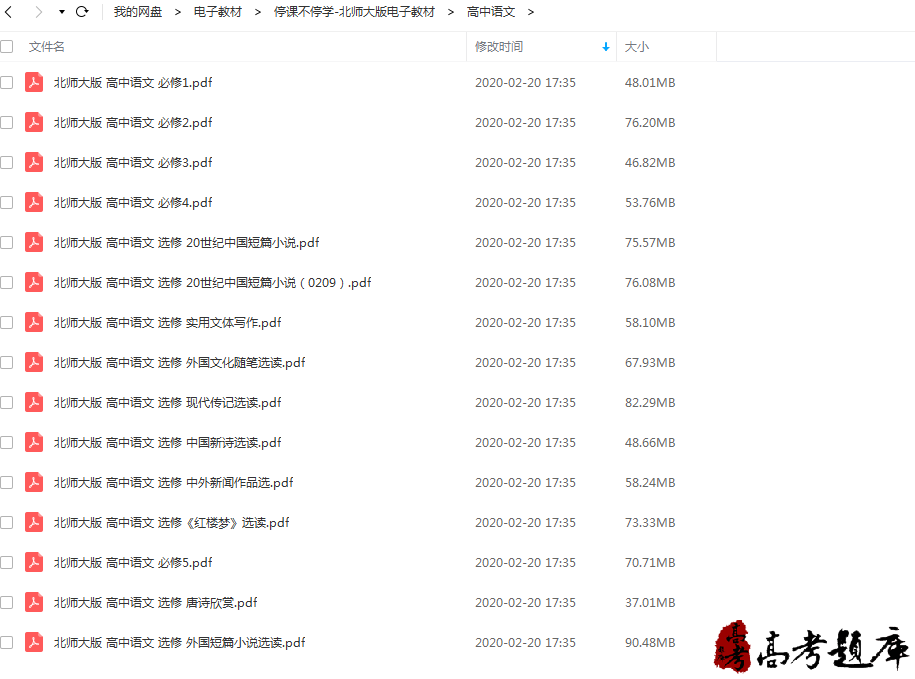 我的网盘 > 电子教材 > 停课不停学-北师大版电子教材 > 高中语文 >
文件名 修改时间 大小
北师大版 高中语文 必修1.pdf 2020-02-20 17:35 48.01MB
北师大版 高中语文 必修2.pdf 2020-02-20 17:35 76.20MB
北师大版 高中语文 必修3.pdf 2020-02-20 17:35 46.82MB
北师大版 高中语文 必修4.pdf 2020-02-20 17:35 53.76MB
北师大版 高中语文 选修 20世纪中国短篇小说.pdf 2020-02-20 17:35 75.57MB
北师大版 高中语文 选修 20世纪中国短篇小说（0209）.pdf 2020-02-20 17:35 76.08MB
北师大版 高中语文 选修 实用文体写作.pdf 2020-02-20 17:35 58.10MB
北师大版 高中语文 选修 外国文化随笔选读.pdf 2020-02-20 17:35 67.93MB
北师大版 高中语文 选修 现代传记选读.pdf 2020-02-20 17:35 82.29MB
北师大版 高中语文 选修 中国新诗选读.pdf 2020-02-20 17:35 48.66MB
北师大版 高中语文 选修 中外新闻作品选.pdf 2020-02-20 17:35 58.24MB
北师大版 高中语文 选修《红楼梦》选读.pdf 2020-02-20 17:35 73.33MB
北师大版 高中语文 必修5.pdf 2020-02-20 17:35 70.71MB
北师大版 高中语文 选修 唐诗欣赏.pdf 2020-02-20 17:35 37.01MB
北师大版 高中语文 选修 外国短篇小说选读.pdf 2020-02-20 17:35 90.48MB
高考 高考题库